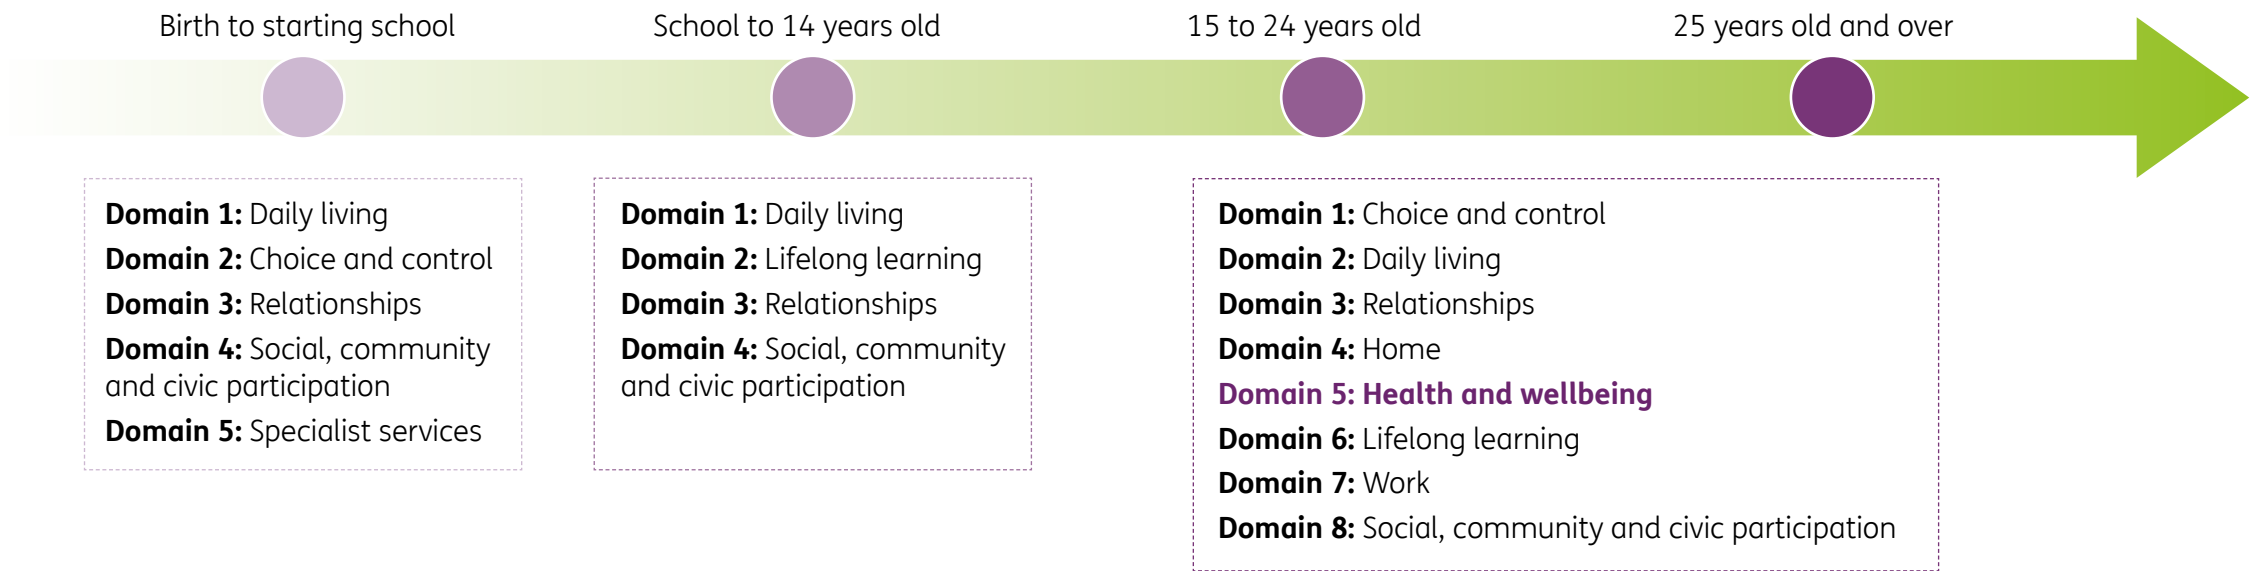 Birth to starting school
School to 14 years old
15 to 24 years old
25 years old and over
Domain 1: Daily living
Domain 2: Choice and control
Domain 3: Relationships
Domain 4: Social, community
and civic participation
Domain 5: Specialist services
Domain 1: Daily living
Domain 2: Lifelong learning
Domain 3: Relationships
Domain 4: Social, community
and civic participation
Domain 1: Choice and control
Domain 2: Daily living
Domain 3: Relationships
Domain 4: Home
Domain 5: Health and wellbeing
Domain 6: Lifelong learning
Domain 7: Work
Domain 8: Social, community and civic participation